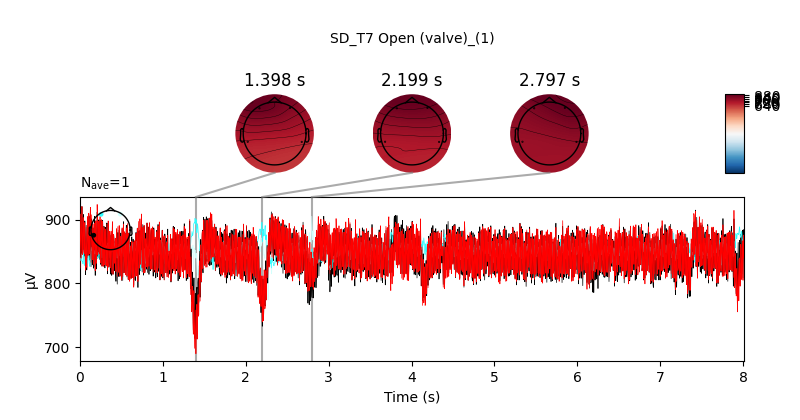 SD_T7 Open (valve)_(1)
1.398 s
2.199 s
2.797 s
N_ave=1
900
800
700
µV
0 1 2 3 4 5 6 7 8
Time (s)